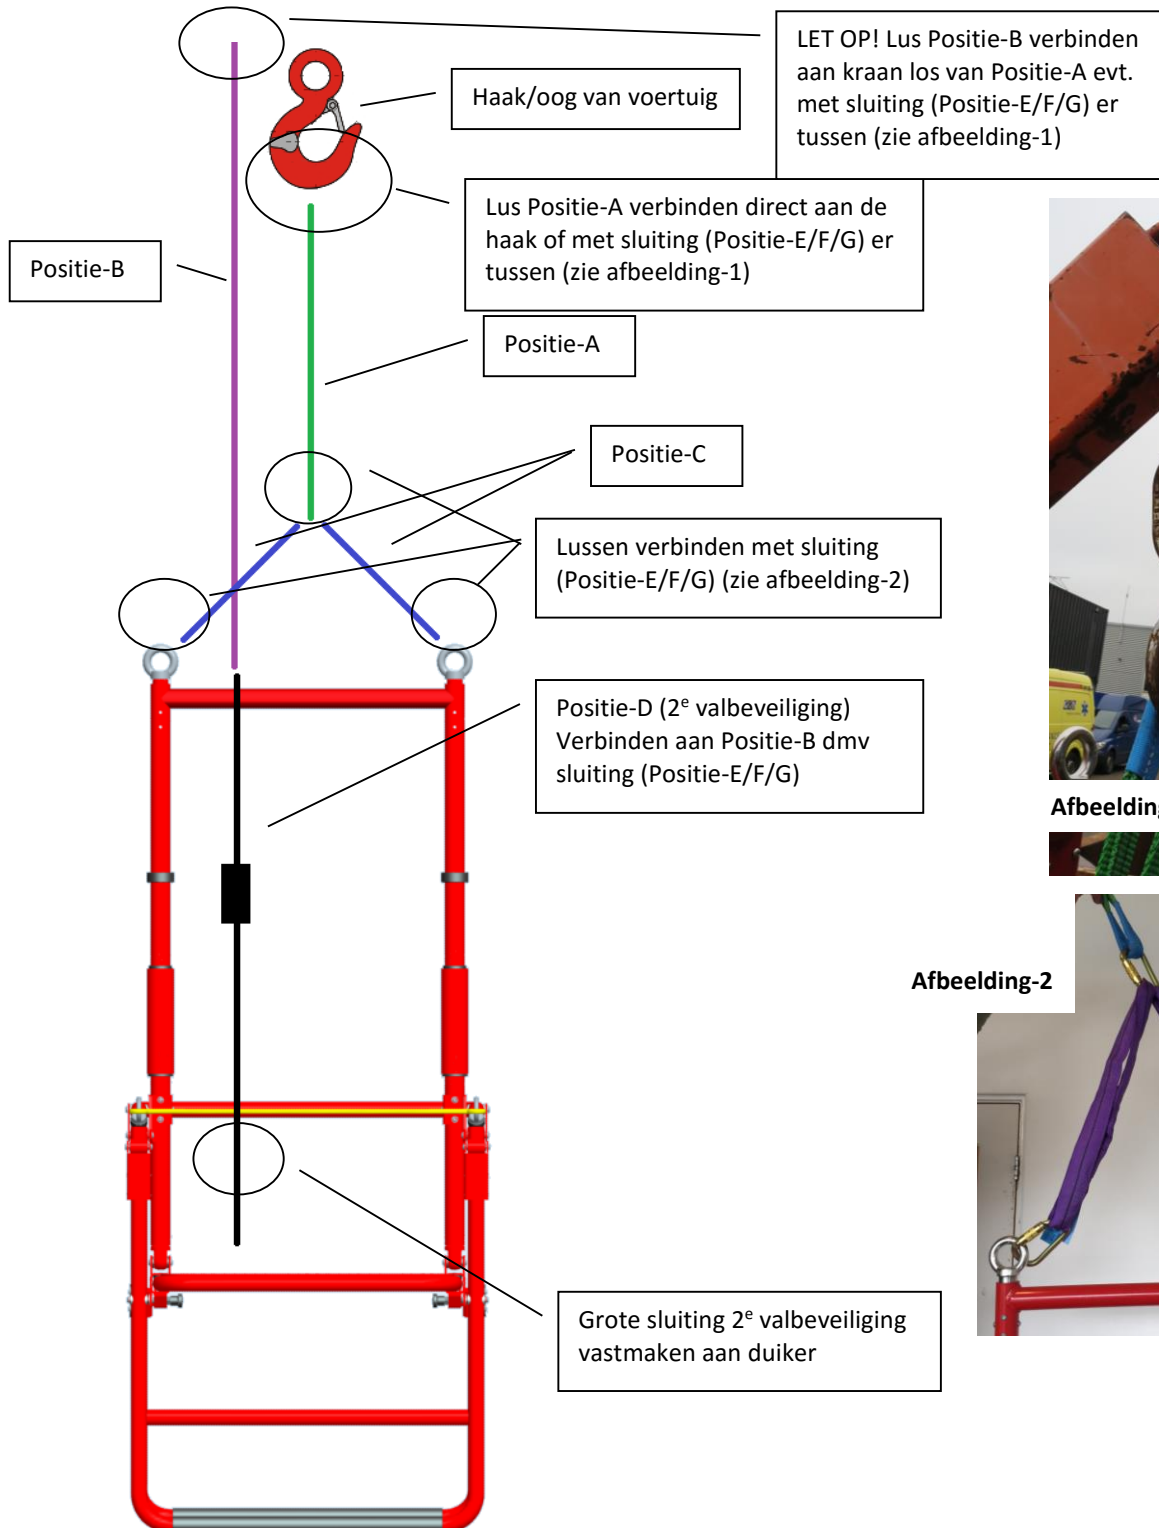 LET OP! Lus Positie-B verbinden
aan kraan los van Positie-A evt.
met sluiting (Positie-E/F/G) er
tussen (zie afbeelding-1)
Haak/oog van voertuig
Lus Positie-A verbinden direct aan de
haak of met sluiting (Positie-E/F/G) er
tussen (zie afbeelding-1)
Positie-B
Positie-A
Positie-C
Lussen verbinden met sluiting
(Positie-E/F/G) (zie afbeelding-2)
Positie-D (2e valbeveiliging)
Verbinden aan Positie-B dmv
sluiting (Positie-E/F/G)
Afbeelding
Afbeelding-2
Grote sluiting 2e valbeveiliging
vastmaken aan duiker